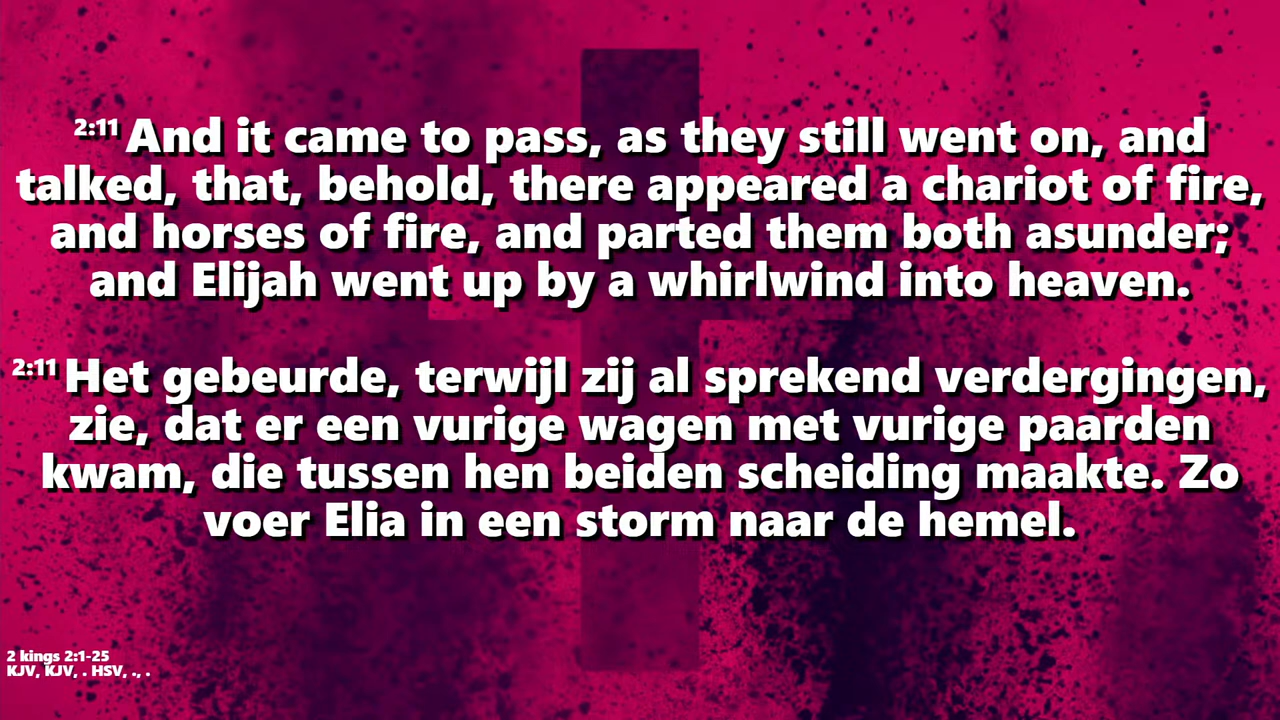 2:11 And it came to pass, as they still went on, and
talked, that, behold, there appeared a chariot of fire,
and horses of fire, and parted them both asunder;
and Elijah went up by a whirlwind into heaven.
2:11 Het gebeurde, terwijl zij al sprekend verdergingen,
zie, dat er een vurige wagen met vurige paarden
kwam, die tussen hen beiden scheiding maakte. Zo
voer Elia in een storm naar de hemel.
2 kings 2:1-25
KJV, KJV, . HSV, ., .